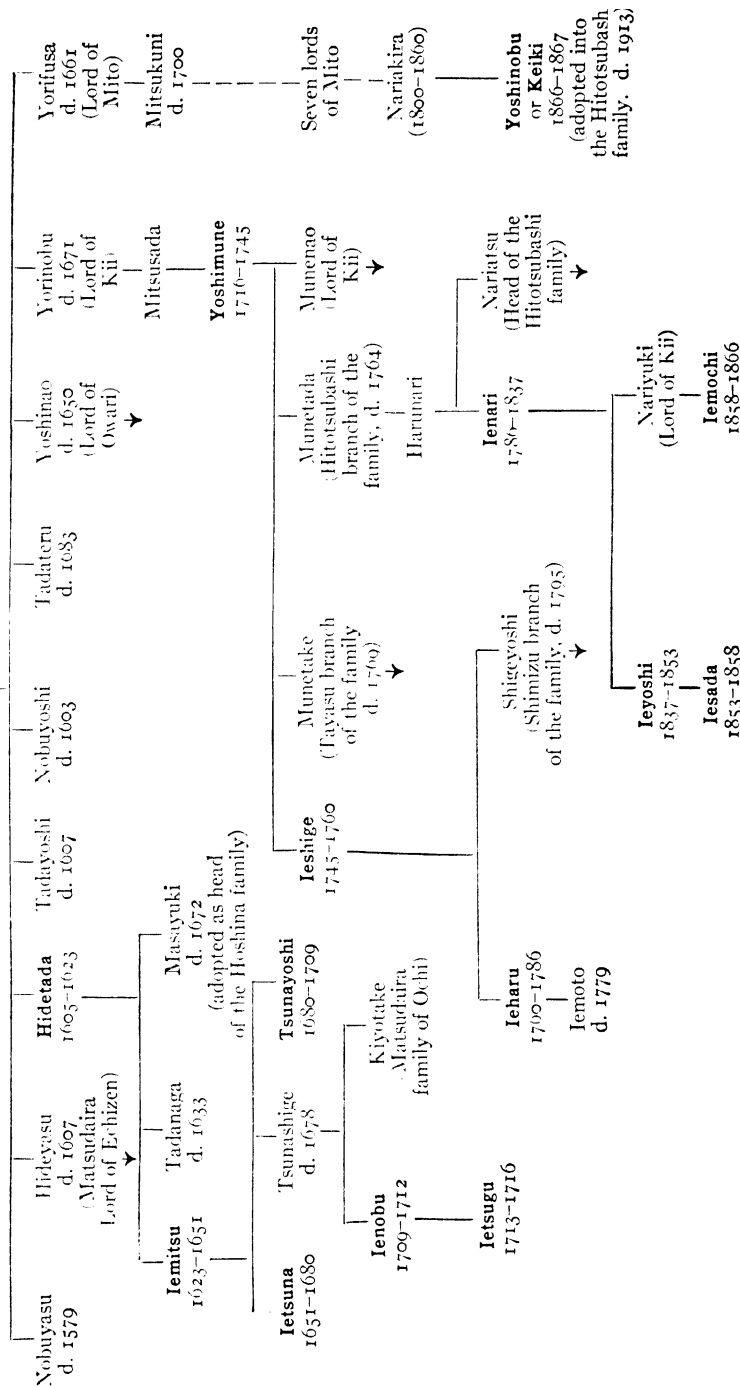 Nobuyasu
d. 1579
Hideyasu
d. 1607
(Matsudaira
Lord of Echizen)
Hidetada
1605–1623
Tadayoshi
d. 1607
Nobuyoshi
d. 1603
Tadateru
d. 1683
Yoshinao
d. 1650
(Lord of
Owari)
Yorinobu
d. 1671
(Lord of
Kii)
Yorifusa
d. 1661
(Lord of
Mito)
Iemitsu
1623–1651
Tadanaga
d. 1633
Masayuki
d. 1672
(adopted as head
of the Hoshina family)
Mitsusada
Mitsukuni
d. 1700
Ietsuna
1651–1680
Tsunashige
d. 1678
Tsunayoshi
1680–1709
Yoshimune
1716–1745
Ienobu
1709–1712
Kiyotake
Matsudaira
family of Ochi)
Ieshige
1745–1760
Munetake
(Tayasu branch
of the family
d. 1769)
Munetada
(Hitotsubashi
branch of the
family, d. 1764)
Munenao
(Lord of
Kii)
Seven lords
of Mito
Ietsugu
1713–1716
Harunari
Nariakira
(1800–1860)
Ieharu
1760–1786
Shigeyoshi
(Shimizu branch
of the family, d. 1795)
Ienari
1786–1837
Nariatsu
(Head of the
Hitotsubashi
family)
Yoshinobu
or Keiki
1866–1867
(adopted into
the Hitotsubash
family. d. 1913)
Iemoto
d. 1779
Ieyoshi
1837–1853
Nariyuki
(Lord of Kii)
Iesada
1853–1858
Iemochi
1858–1866